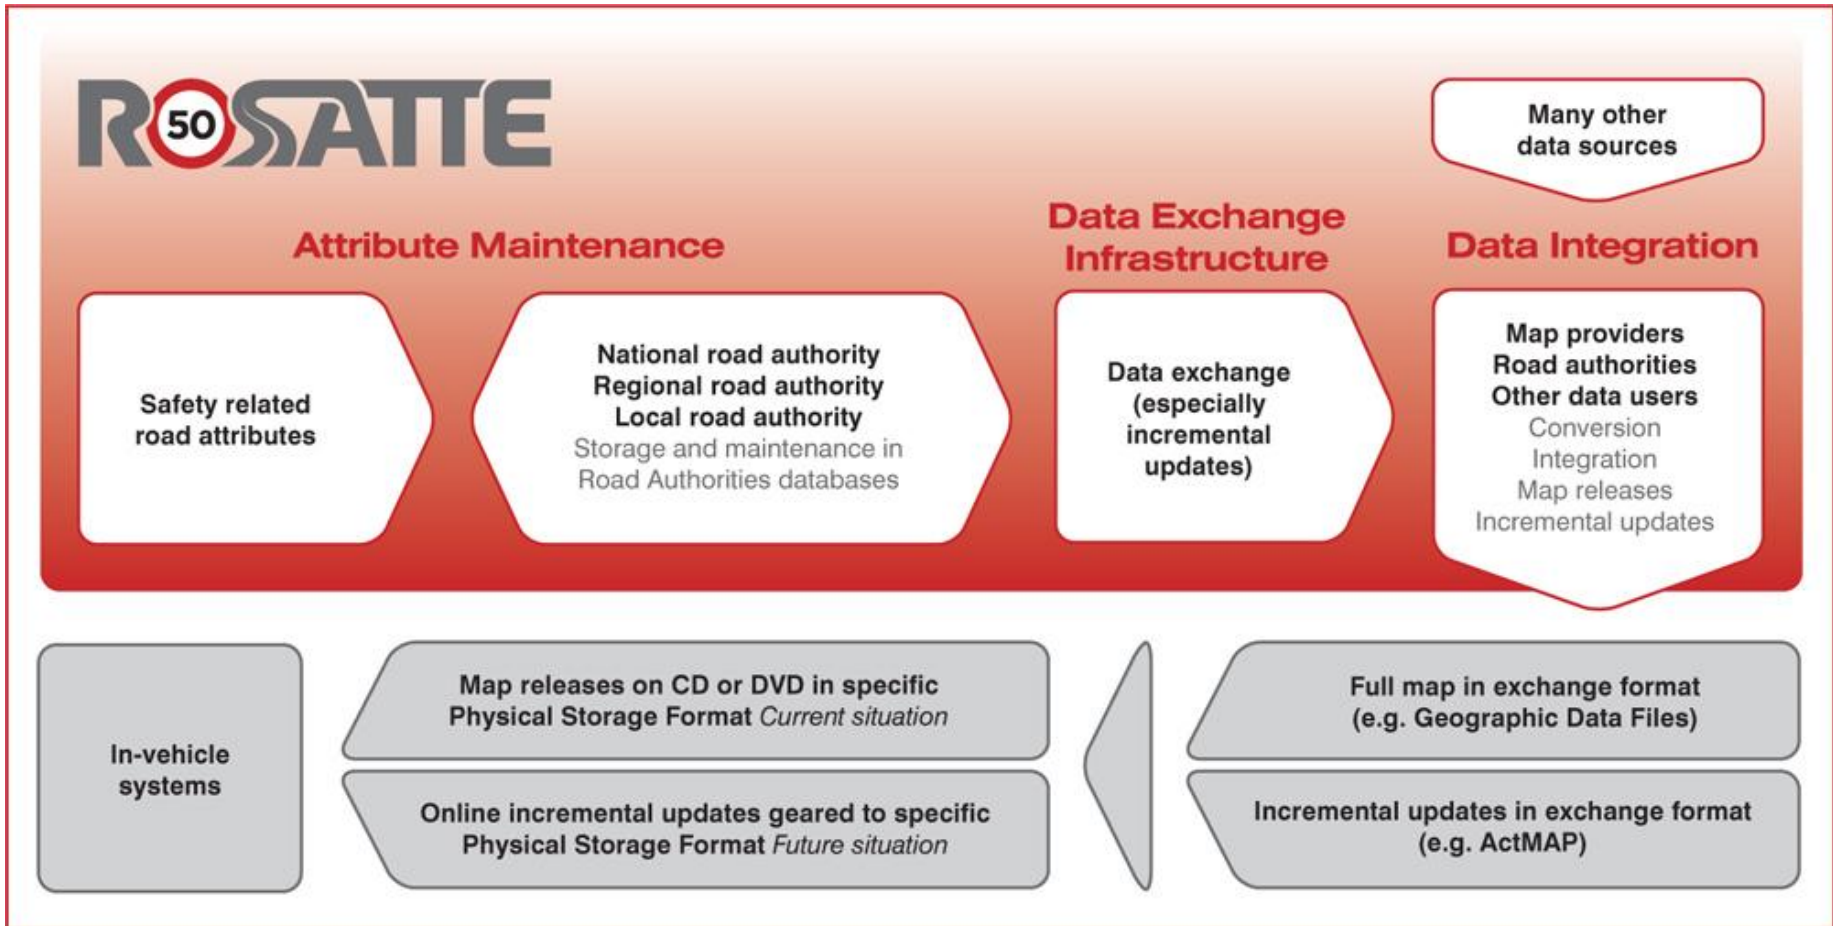 ROSATTE
50
Many other
data sources
Attribute Maintenance
Data Exchange
Infrastructure
Data Integration
Safety related
road attributes
National road authority
Regional road authority
Local road authority
Storage and maintenance in
Road Authorities databases
Data exchange
(especially
incremental
updates)
Map providers
Road authorities
Other data users
Conversion
Integration
Map releases
Incremental updates
In-vehicle
systems
Map releases on CD or DVD in specific
Physical Storage Format Current situation
Online incremental updates geared to specific
Physical Storage Format Future situation
Full map in exchange format
(e.g. Geographic Data Files)
Incremental updates in exchange format
(e.g. ActMAP)